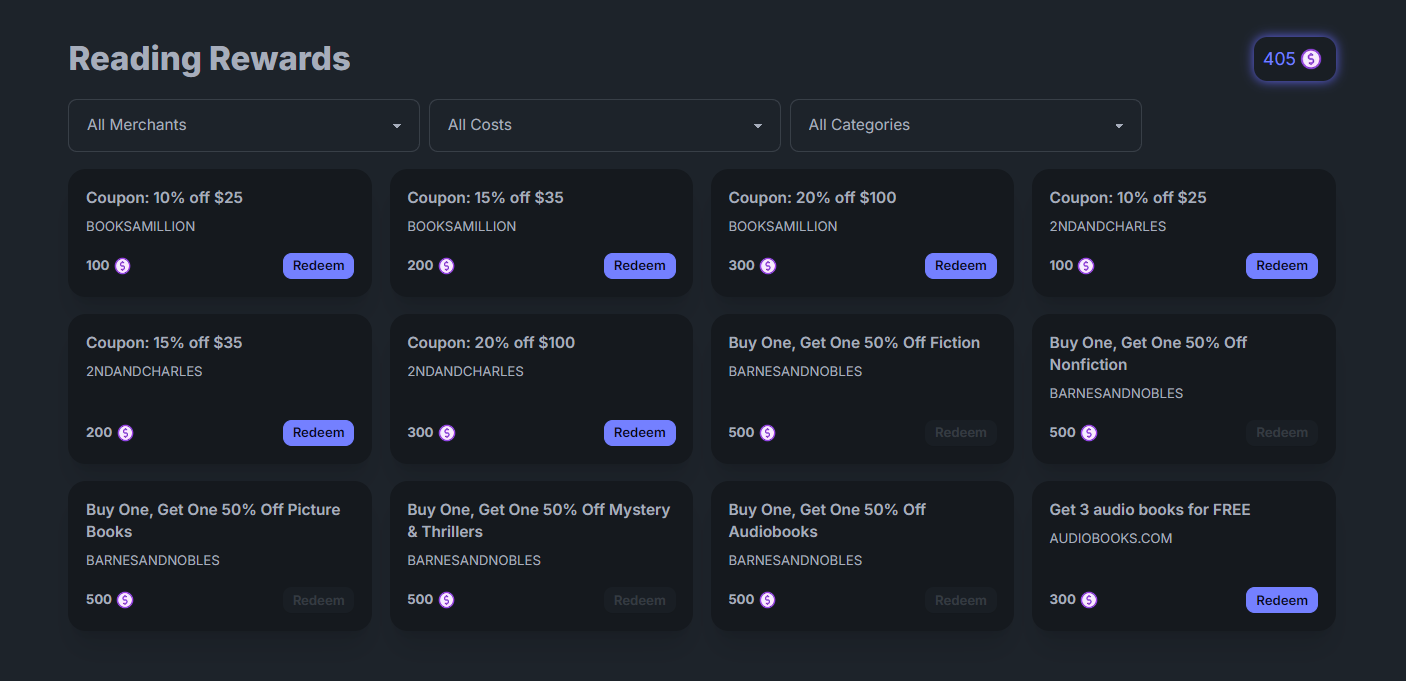 Reading Rewards
405
All Merchants
All Costs
All Categories
Coupon: 10% off $25
BOOKSAMILLION
100
Redeem
Coupon: 15% off $35
BOOKSAMILLION
200
Redeem
Coupon: 20% off $100
BOOKSAMILLION
300
Redeem
Coupon: 10% off $25
2NDANDCHARLES
100
Redeem
Coupon: 15% off $35
2NDANDCHARLES
200
Redeem
Coupon: 20% off $100
2NDANDCHARLES
300
Redeem
Buy One, Get One 50% Off Fiction
BARNESANDNOBLES
500
Redeem
Buy One, Get One 50% Off
Nonfiction
BARNESANDNOBLES
500
Redeem
Buy One, Get One 50% Off Picture
Books
BARNESANDNOBLES
500
Redeem
Buy One, Get One 50% Off Mystery
& Thrillers
BARNESANDNOBLES
500
Redeem
Buy One, Get One 50% Off
Audiobooks
BARNESANDNOBLES
500
Redeem
Get 3 audio books for FREE
AUDIOBOOKS.COM
300
Redeem